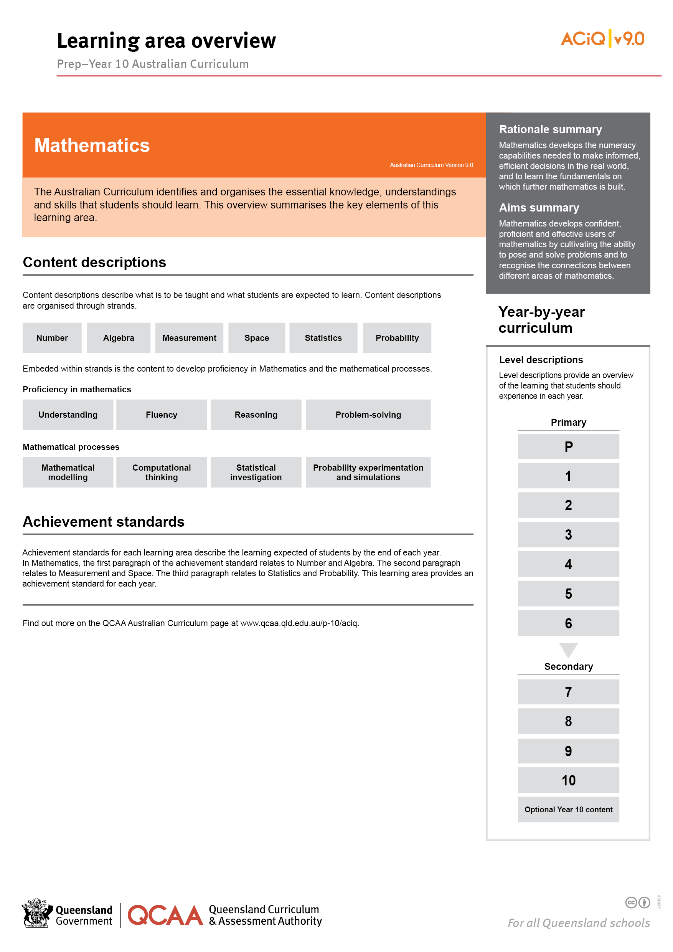 Learning area overview
Prep–Year 10 Australian Curriculum
ACiQ v9.0
Mathematics
Australian Curriculum Version 9.0
The Australian Curriculum identifies and organises the essential knowledge, understandings
and skills that students should learn. This overview summarises the key elements of this
learning area.
Content descriptions
Content descriptions describe what is to be taught and what students are expected to learn. Content descriptions
are organised through strands.
Number
Algebra
Measurement
Space
Statistics
Probability
Embeded within strands is the content to develop proficiency in Mathematics and the mathematical processes.
Proficiency in mathematics
Understanding
Fluency
Reasoning
Problem-solving
Mathematical processes
Mathematical
modelling
Computational
thinking
Statistical
investigation
Probability experimentation
and simulations
Achievement standards
Achievement standards for each learning area describe the learning expected of students by the end of each year.
In Mathematics, the first paragraph of the achievement standard relates to Number and Algebra. The second paragraph
relates to Measurement and Space. The third paragraph relates to Statistics and Probability. This learning area provides an
achievement standard for each year.
Find out more on the QCAA Australian Curriculum page at www.qcaa.qld.edu.au/p-10/aciq.
Rationale summary
Mathematics develops the numeracy
capabilities needed to make informed,
efficient decisions in the real world,
and to learn the fundamentals on
which further mathematics is built.
Aims summary
Mathematics develops confident,
proficient and effective users of
mathematics by cultivating the ability
to pose and solve problems and to
recognise the connections between
different areas of mathematics.
Year-by-year
curriculum
Level descriptions
Level descriptions provide an overview
of the learning that students should
experience in each year.
Primary
P
1
2
3
4
5
6
Secondary
7
8
9
10
Optional Year 10 content
Queensland
Government
QCAA
Queensland Curriculum
& Assessment Authority
cc
For all Queensland schools